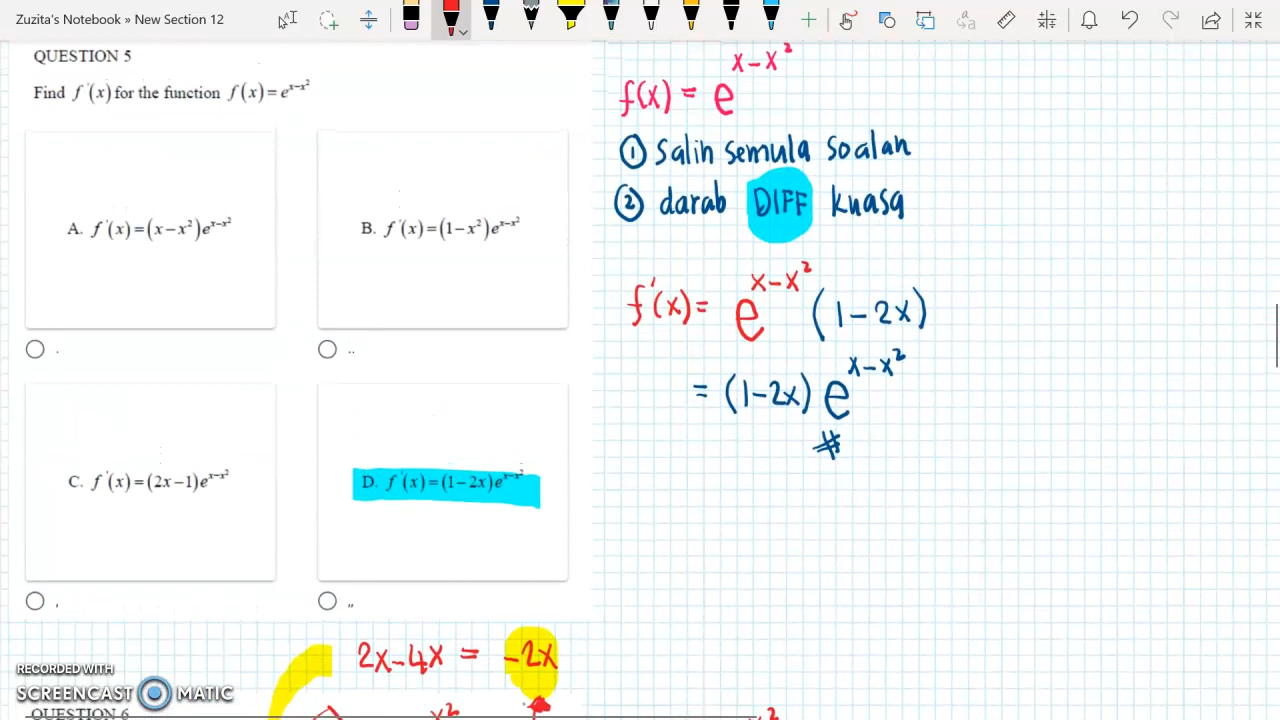 Zuzita's Notebook » New Section 12
QUESTION 5
Find f'(x) for the function f(x)=e^{x-x²}
A. f'(x)=(x-x²)e^{x-x²}
B. f'(x)=(1-x²)e^{x-x²}
.
..
C. f'(x)=(2x-1)e^{x-x²}
D. f'(x)=(1-2x)e^{x-x²}
,
,,
f(x) = e^{x-x²}
① Salin semula soalan
② darab DIFF kuasa
f'(x) = e^{x-x²} (1-2x)
= (1-2x) e^{x-x²}
#
2x-4x = -2x
RECORDED WITH
SCREENCAST MATIC
QUESTION 6